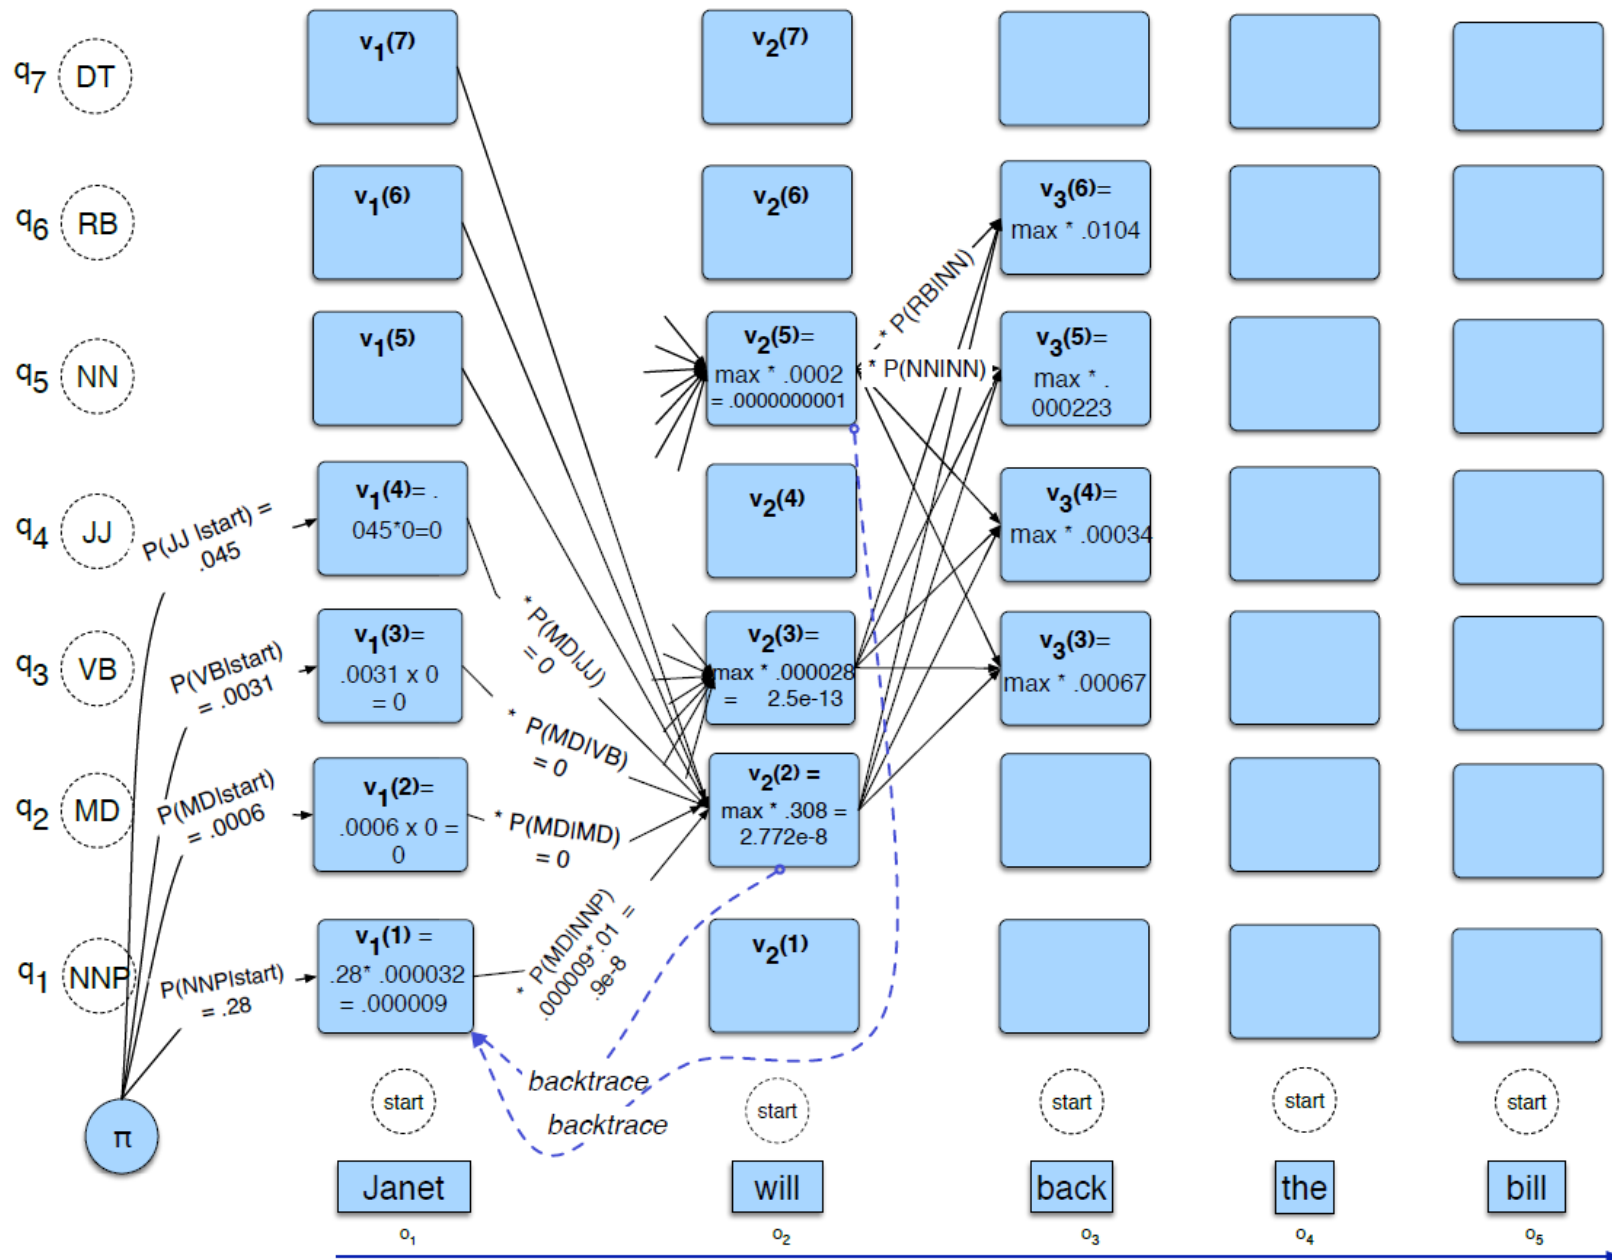 q7 DT
v1(7)
v2(7)
q6 RB
v1(6)
v2(6)
v3(6)=
max * .0104
* P(RB|NN)
q5 NN
v1(5)
v2(5)=
max * .0002
= .0000000001
* P(NN|NN)
v3(5)=
max * .
000223
q4 JJ
P(JJ |start) =
.045
v1(4)= .
045*0=0
* P(MD|JJ)
= 0
v2(4)
v3(4)=
max * .00034
q3 VB
P(VB|start)
= .0031
v1(3)=
.0031 x 0
= 0
* P(MD|VB)
= 0
v2(3)=
max * .000028
= 2.5e-13
v3(3)=
max * .00067
q2 MD
P(MD|start)
= .0006
v1(2)=
.0006 x 0 =
0
* P(MD|MD)
= 0
v2(2) =
max * .308 =
2.772e-8
q1 NNP
P(NNP|start)
= .28
v1(1) =
.28* .000032
= .000009
* P(MD|NNP)
.000009*.01 =
.9e-8
v2(1)
backtrace
backtrace
π
start
start
start
start
start
Janet
will
back
the
bill
o1
o2
o3
o4
o5